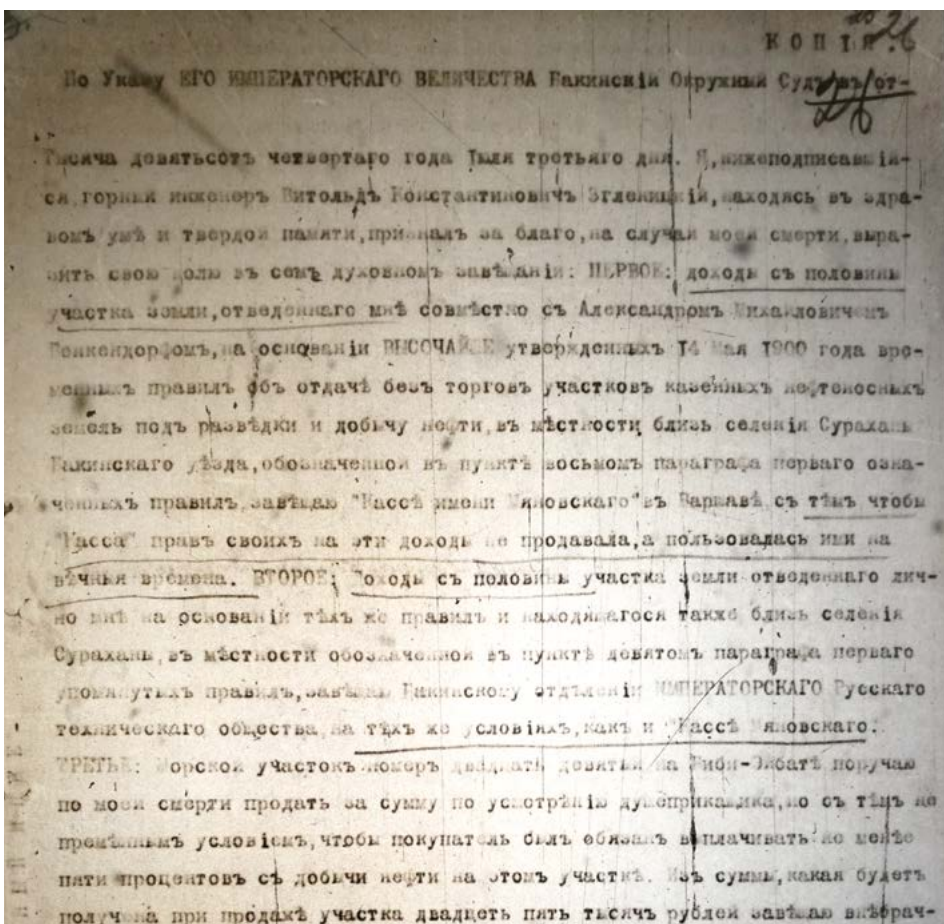 КОПІЯ.
По Указу ЕГО ИМПЕРАТОРСКАГО ВЕЛИЧЕСТВА Бакинскій Окружный Судъ въ от-
Тысяча девятьсотъ четвертаго года Іюля третьяго дня. Я, нижеподписавшій-
ся, горный инженеръ Витольдъ Константиновичъ Згленицкій, находясь въ здра-
вомъ умѣ и твердой памяти, призналъ за благо, на случай моей смерти, выра-
зить свою волю въ семъ духовномъ завѣщаніи: ПЕРВОЕ: доходы съ половины
участка земли, отведеннаго мнѣ совмѣстно съ Александромъ Михайловичемъ
Бенкендорфомъ, на основаніи ВЫСОЧАЙШЕ утвержденныхъ 14 Мая 1900 года вре-
менныхъ правилъ объ отдачѣ безъ торговъ участковъ казенныхъ нефтеносныхъ
земель подъ развѣдки и добычу нефти, въ мѣстности близь селенія Сураханы
Бакинскаго уѣзда, обозначенной въ пунктѣ восьмомъ параграфа перваго озна-
ченныхъ правилъ, завѣщаю "Кассѣ имени Мяновскаго" въ Варшавѣ съ тѣмъ чтобы
"Касса" правъ своихъ на эти доходы не продавала, а пользовалась ими на
вѣчныя времена. ВТОРОЕ: Доходы съ половины участка земли отведеннаго лич-
но мнѣ на основаніи тѣхъ же правилъ и находящагося также близь селенія
Сураханы, въ мѣстности обозначенной въ пунктѣ девятомъ параграфа перваго
упомянутыхъ правилъ, завѣщаю Бакинскому отдѣленію ИМПЕРАТОРСКАГО Русскаго
техническаго общества, на тѣхъ же условіяхъ, какъ и "Кассѣ Мяновскаго.
ТРЕТЬЕ: Морской участокъ номеръ двадцать девятый на Биби-Эйбатѣ поручаю
по моей смерти продать за сумму по усмотрѣнію душеприкащика, но съ тѣмъ не
премѣннымъ условіемъ, чтобы покупатель былъ обязанъ выплачивать не менѣе
пяти процентовъ съ добычи нефти на этомъ участкѣ. Изъ суммы, какая будетъ
получена при продажѣ участка двадцеть пять тысячъ рублей завѣщаю внѣбрач-